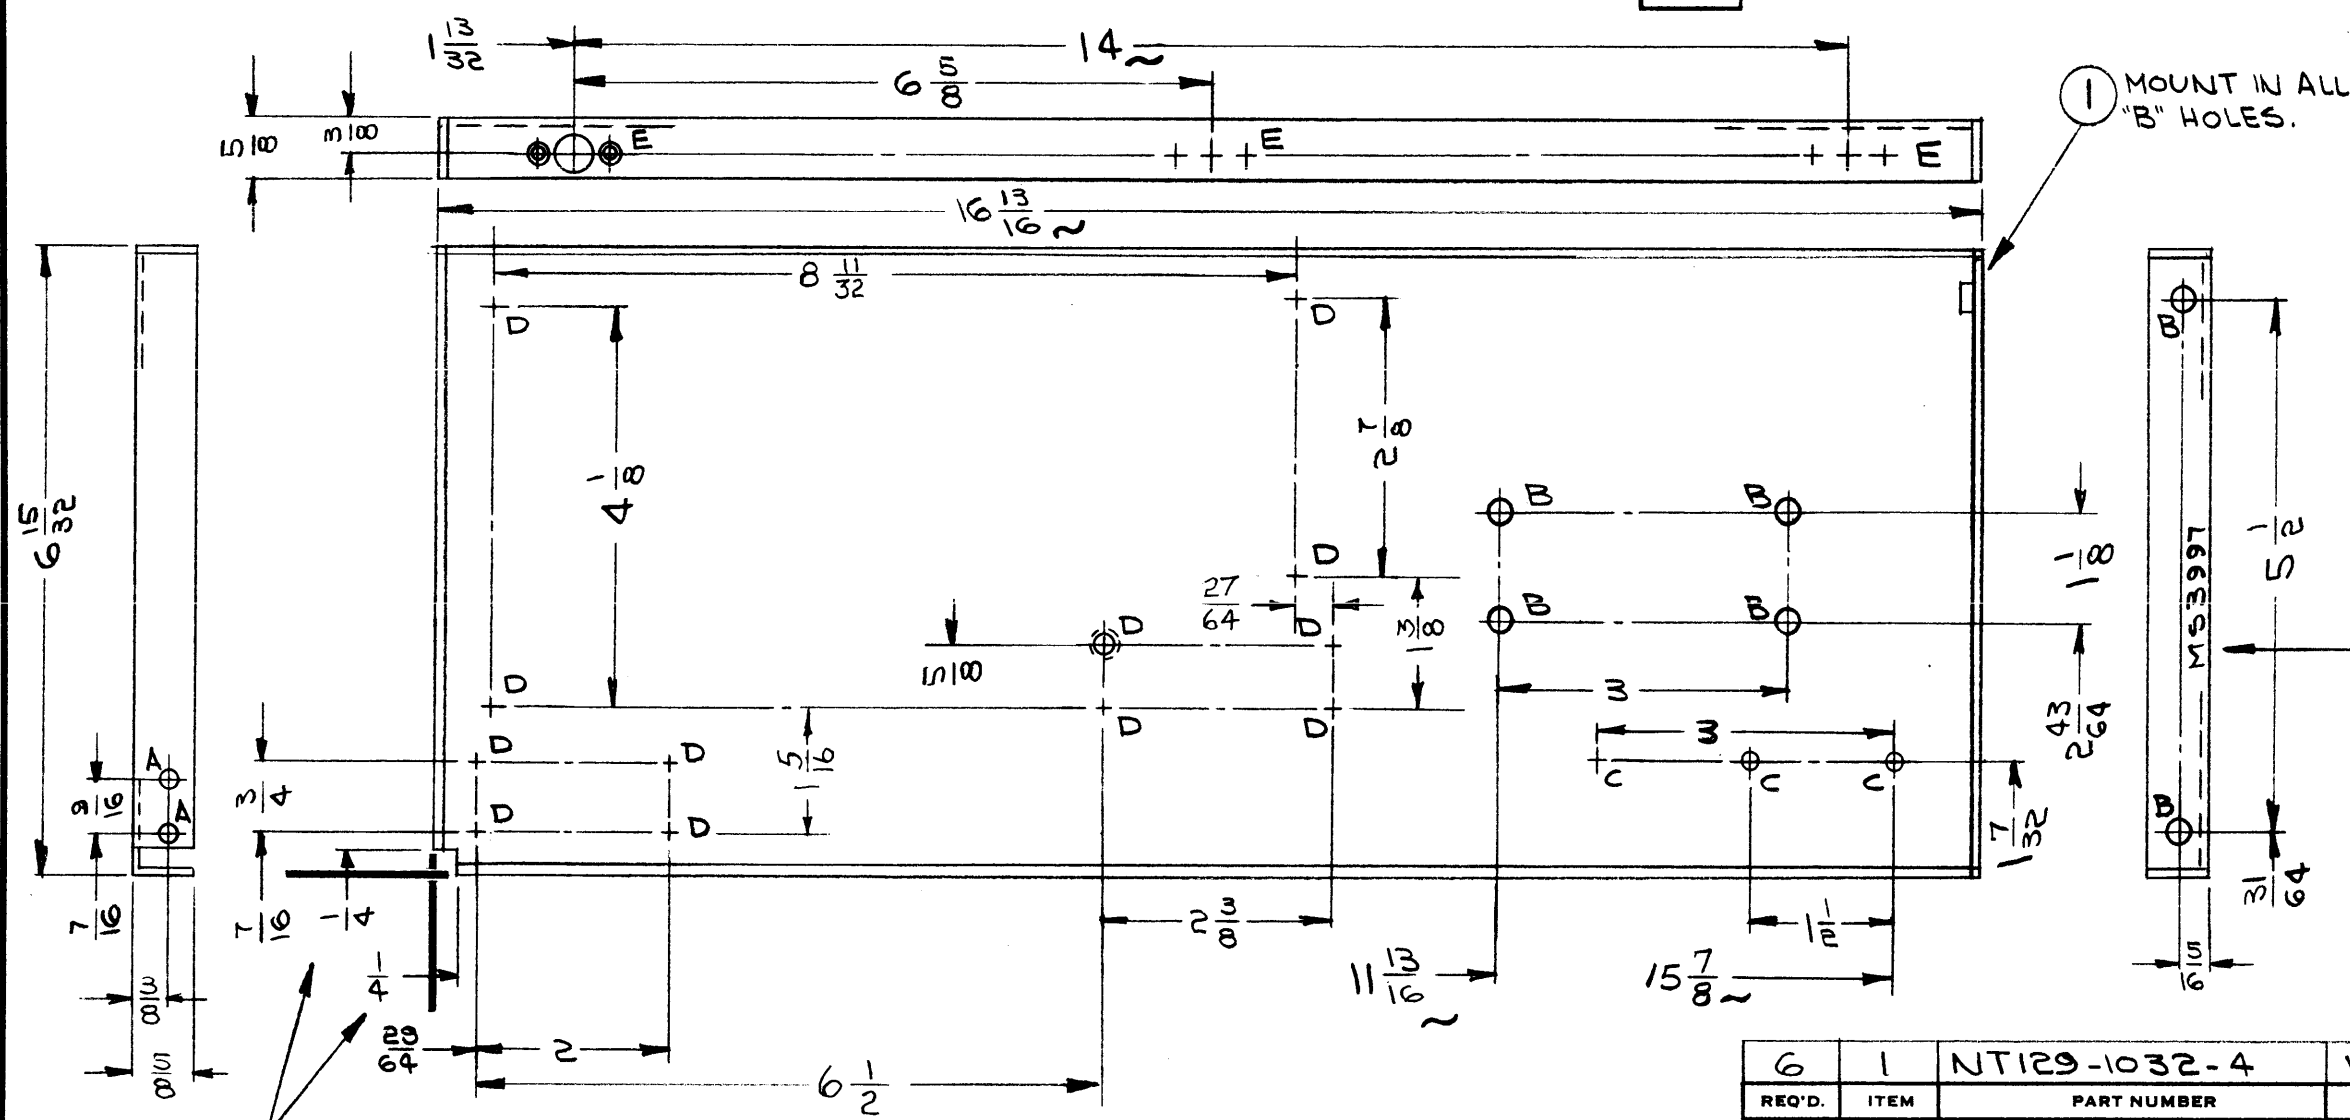 1 13/32
14 ~
6 5/8
5/8
3/8
E
E
E
1
MOUNT IN ALL
"B" HOLES.
16 13/16 ~
8 11/32
D
D
B
4 1/8
2 7/8
6 15/32
B
B
1 1/8
5 1/2
MS3997
D
27/64
D
D
1 3/8
B
B
5/8
3
D
D
D
2 43/64
A
A
9/16
3/4
D
D
D
D
1 5/16
3
C
C
C
1 7/32
B
31/64
7/16
7/16
1/4
1/4
2 3/8
1 1/2
11 13/16 ~
15 7/8 ~
5/16
3/8
5/8
29/64
2
6 1/2
6 1 NT129-1032-4
REQ'D. ITEM PART NUMBER